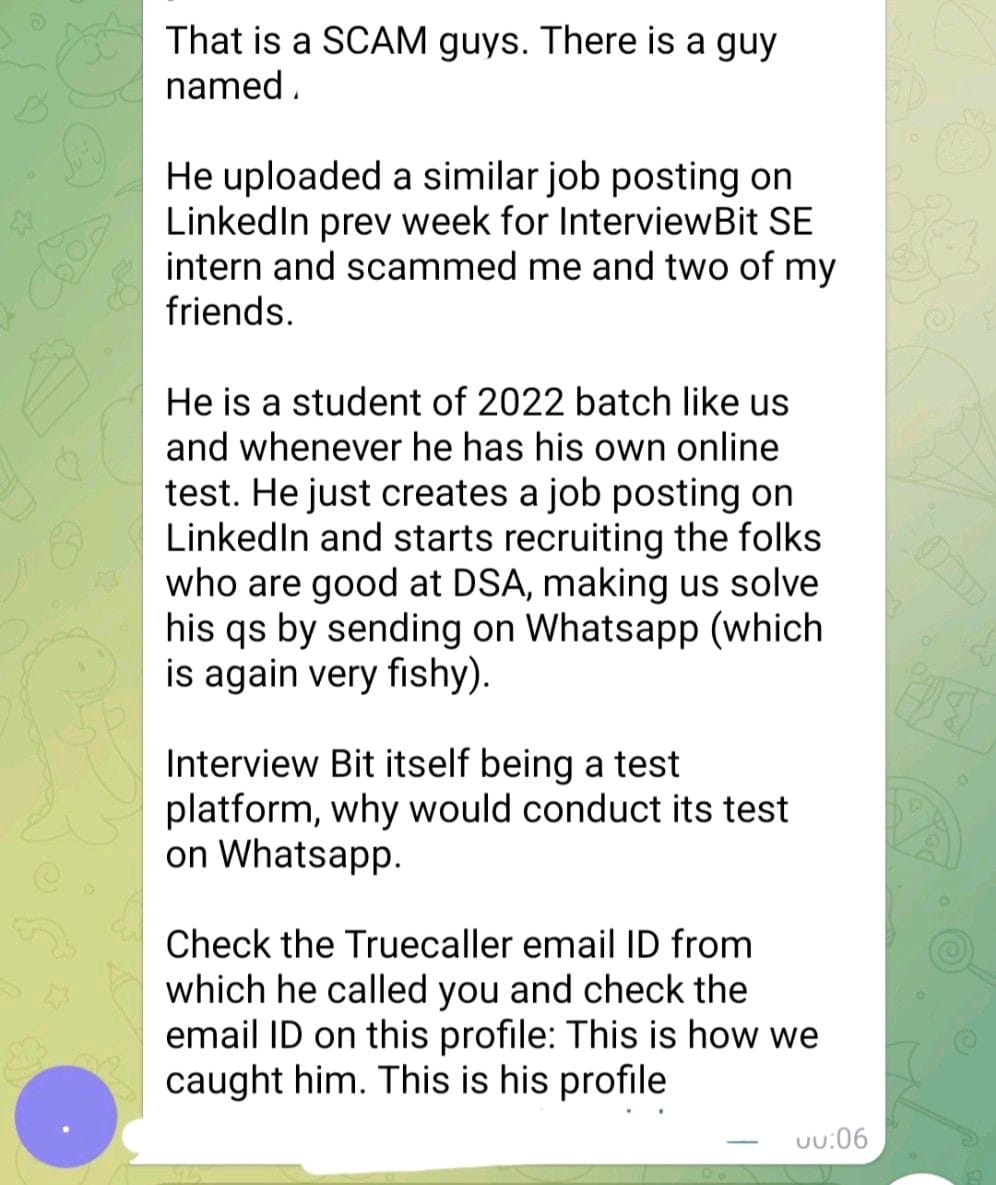 That is a SCAM guys. There is a guy
named
He uploaded a similar job posting on
LinkedIn prev week for InterviewBit SE
intern and scammed me and two of my
friends.
He is a student of 2022 batch like us
and whenever he has his own online
test. He just creates a job posting on
LinkedIn and starts recruiting the folks
who are good at DSA, making us solve
his qs by sending on Whatsapp (which
is again very fishy).
Interview Bit itself being a test
platform, why would conduct its test
on Whatsapp.
Check the Truecaller email ID from
which he called you and check the
email ID on this profile: This is how we
caught him. This is his profile
00:06